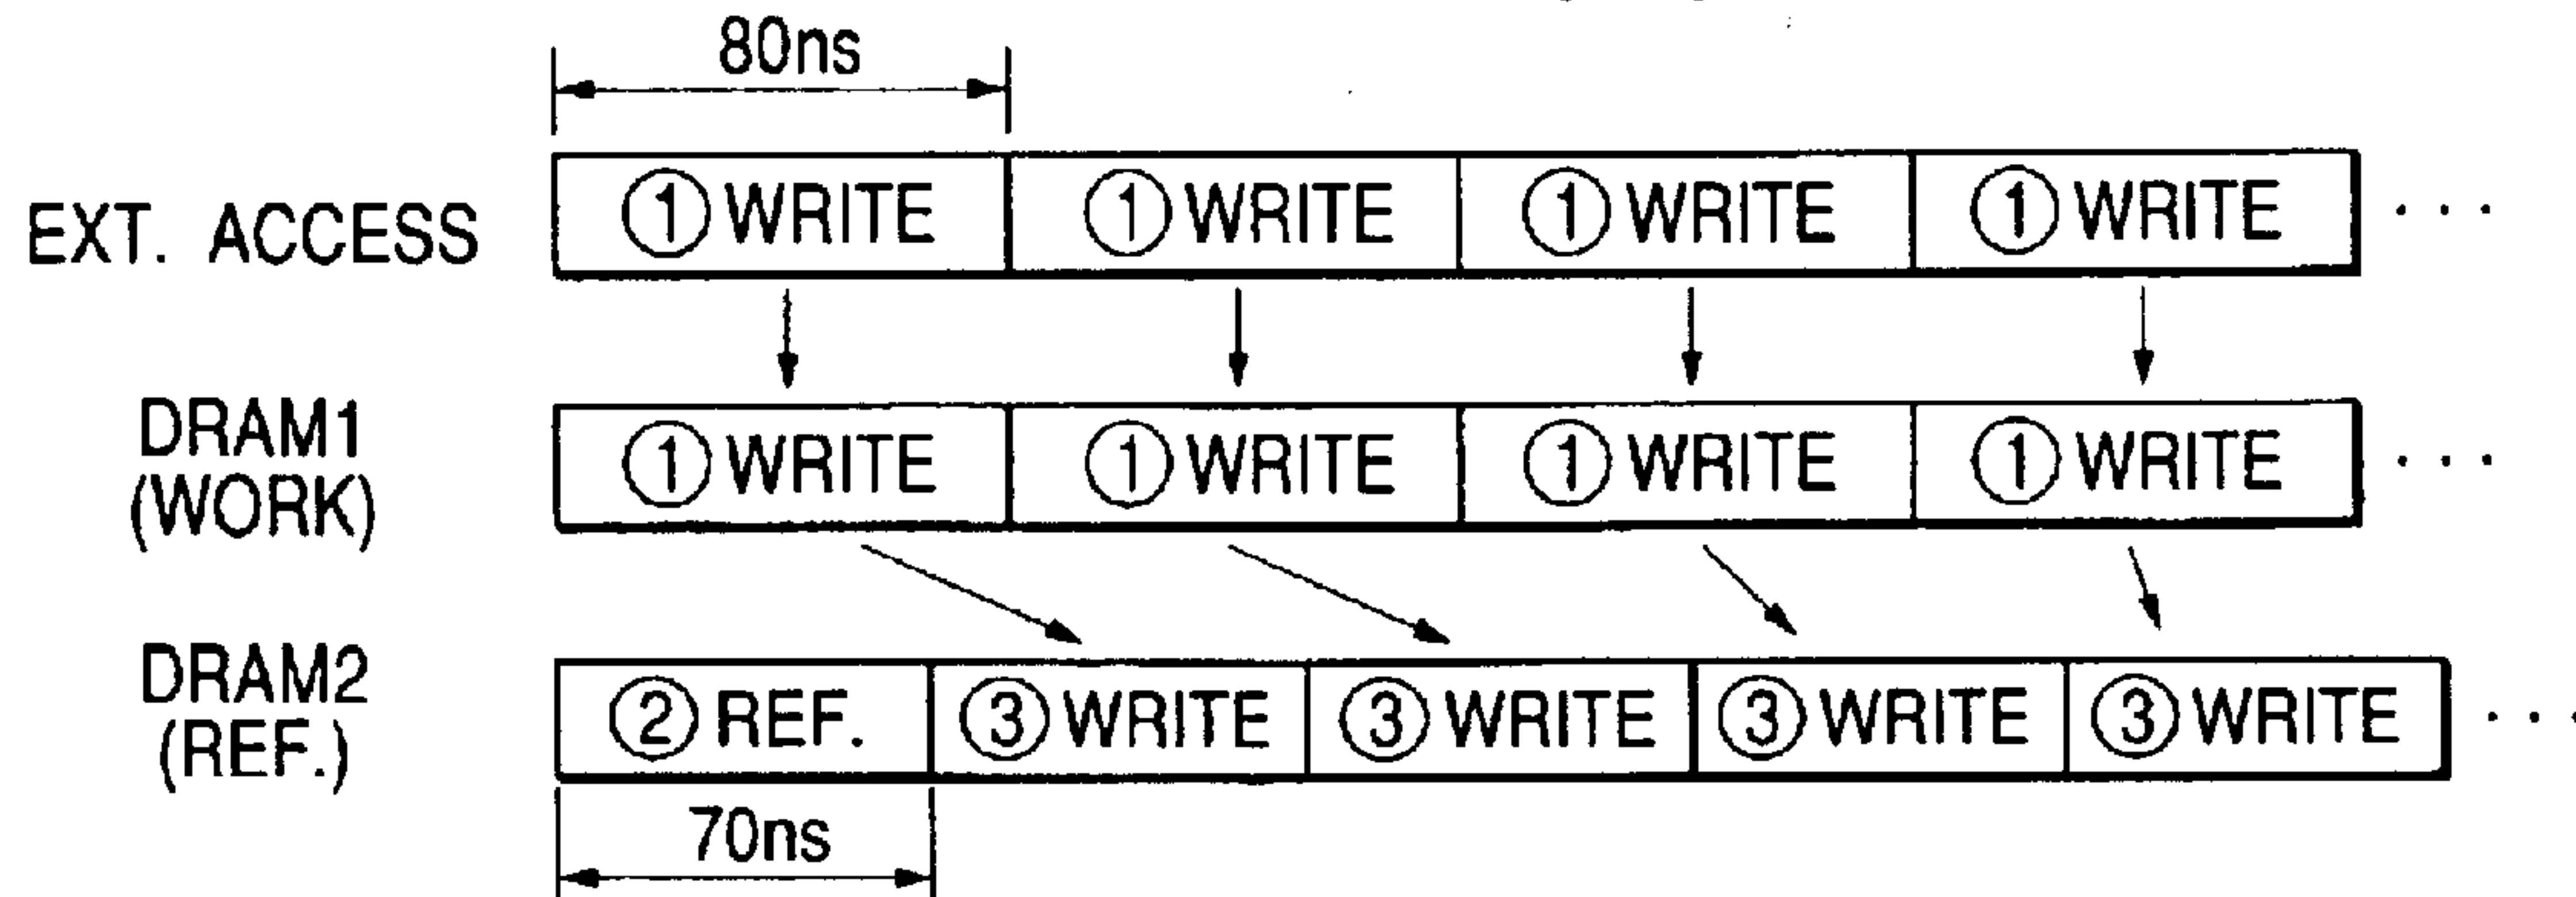 80ns
EXT. ACCESS ①WRITE ①WRITE ①WRITE ①WRITE ...
DRAM1
(WORK)
①WRITE ①WRITE ①WRITE ①WRITE ...
DRAM2
(REF.)
②REF. ③WRITE ③WRITE ③WRITE ③WRITE ...
70ns